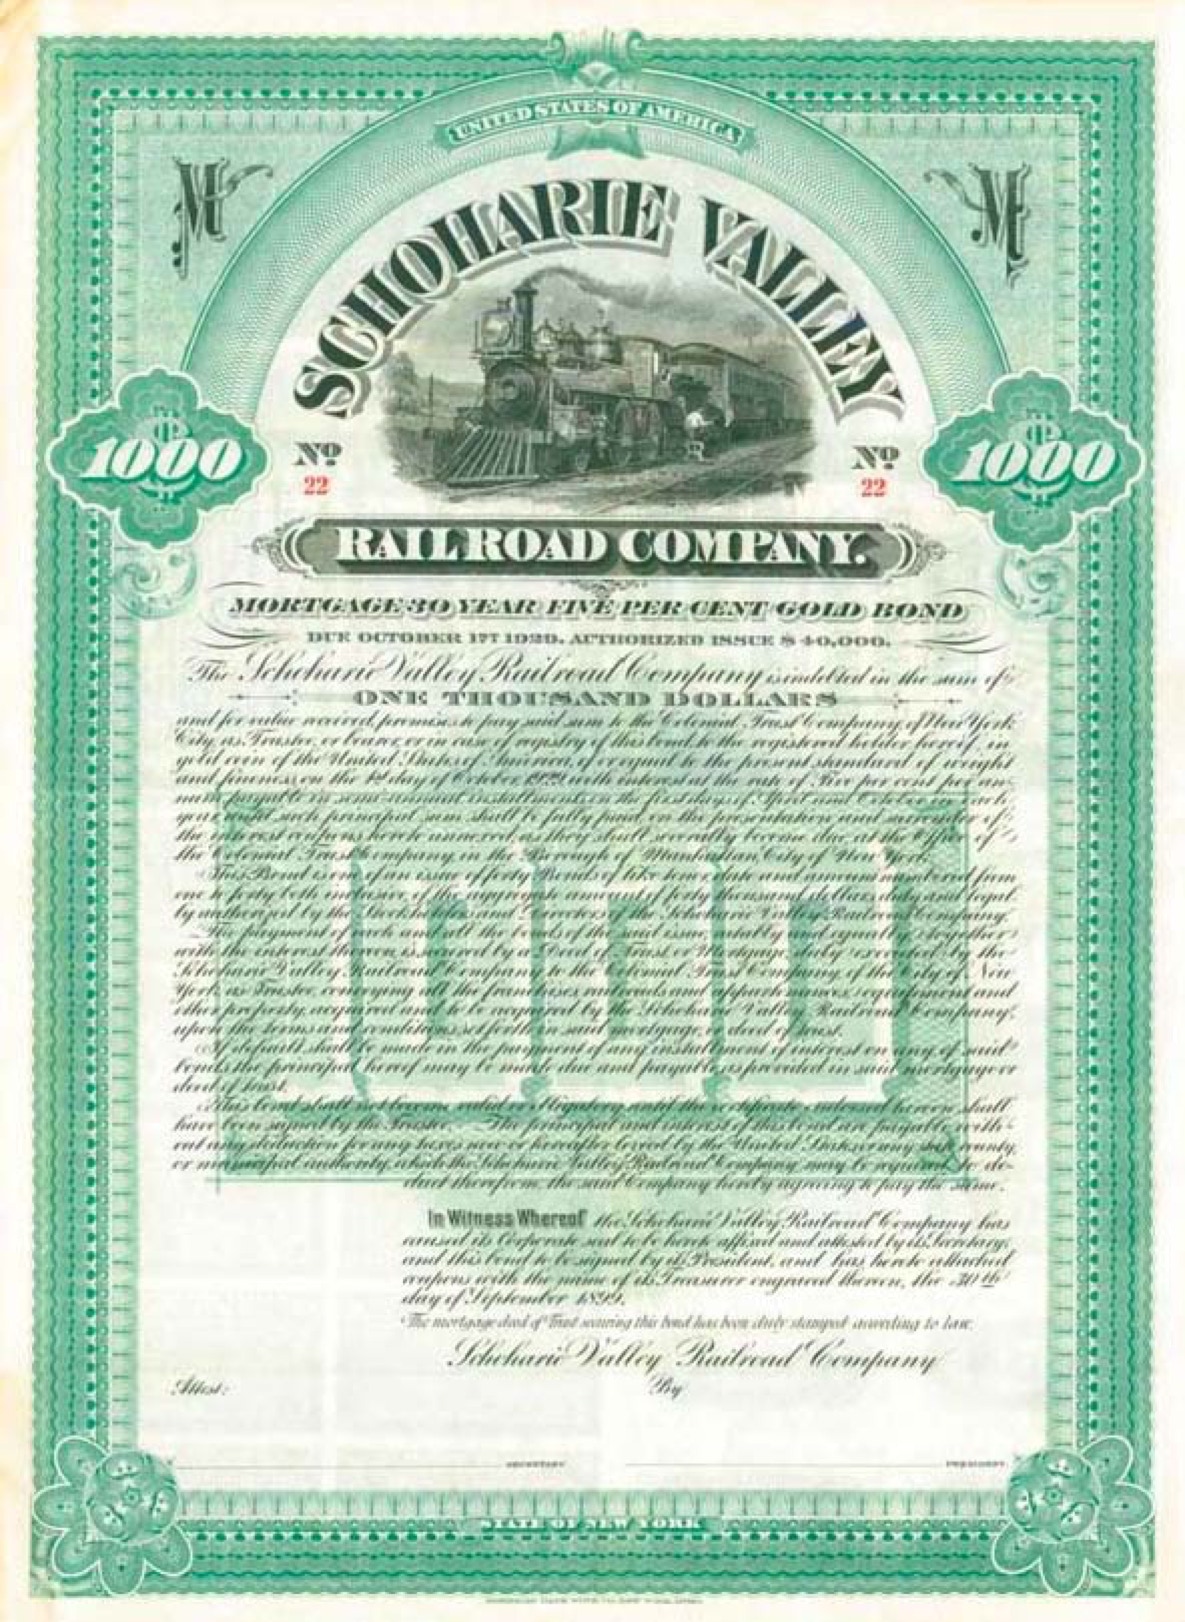 UNITED STATES OF AMERICA
M M
SCHOHARIE VALLEY
$1000 $1000
Nº Nº
22 22
RAILROAD COMPANY.
MORTGAGE 30 YEAR FIVE PER CENT GOLD BOND
DUE OCTOBER 1ST 1929. AUTHORIZED ISSUE $40,000.
The Schoharie Valley Railroad Company is indebted in the sum of
ONE THOUSAND DOLLARS
and for value received, promises to pay said sum to the Colonial Trust Company of New York
City, as Trustee, or bearer, or in case of registry of this bond, to the registered holder hereof, in
gold coin of the United States of America, of or equal to the present standard of weight
and fineness, on the 1st day of October 1929, with interest at the rate of Five per cent per an-
num payable in semi-annual installments on the first days of April and October in each
year until such principal sum shall be fully paid, on the presentation and surrender of
the interest coupons hereto annexed, as they shall severally become due, at the Office of
the Colonial Trust Company in the Borough of Manhattan, City of New York.
This Bond is one of an issue of forty Bonds of like tenor, date and amount numbered from
one to forty both inclusive, of the aggregate amount of forty thousand dollars duly and legal-
ly authorized by the Stockholders and Directors of the Schoharie Valley Railroad Company.
The payment of each and all the bonds of the said issue, ratably and equally together
with the interest thereon, is secured by a Deed of Trust or Mortgage duly executed by the
Schoharie Valley Railroad Company to the Colonial Trust Company, of the City of New
York, as Trustee, conveying all the franchises, railroads and appurtenances, equipment and
other property, acquired and to be acquired by the Schoharie Valley Railroad Company,
upon the terms and conditions set forth in said mortgage, or deed of trust.
If default shall be made in the payment of any installment of interest on any of said
bonds, the principal hereof may be made due and payable, as provided in said mortgage or
deed of trust.
This bond shall not become valid or obligatory until the certificate endorsed hereon shall
have been signed by the Trustee. The principal and interest of this bond are payable with-
out any deduction for any taxes now or hereafter levied by the United States or any state, county,
or municipal authority, which the Schoharie Valley Railroad Company may be required to de-
duct therefrom, the said Company hereby agreeing to pay the same.
In Witness Whereof the Schoharie Valley Railroad Company has
caused its Corporate seal to be hereto affixed and attested by its Secretary,
and this bond to be signed by its President, and has hereto attached
coupons with the name of its Treasurer engraved thereon, the 30th
day of September 1899.
The mortgage deed of Trust securing this bond has been duly stamped according to law.
Schoharie Valley Railroad Company
Attest: By
SECRETARY PRESIDENT.
STATE OF NEW YORK